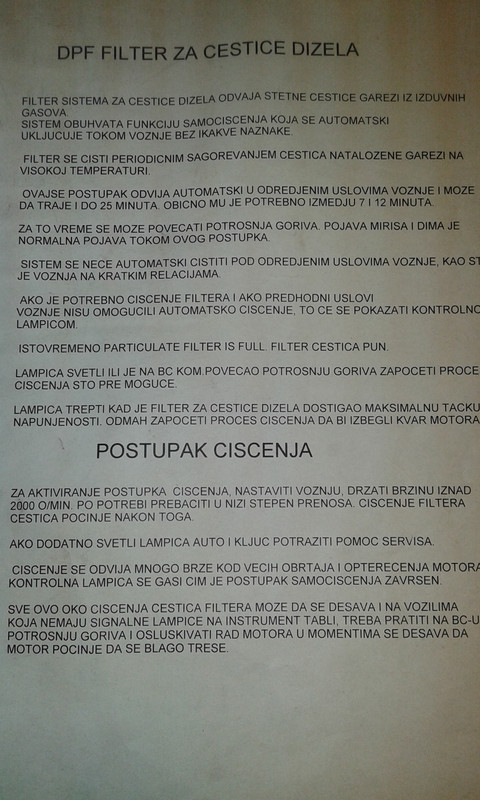 DPF FILTER ZA CESTICE DIZELA
FILTER SISTEMA ZA CESTICE DIZELA ODVAJA STETNE CESTICE GAREZI IZ IZDUVNIH
GASOVA.
SISTEM OBUHVATA FUNKCIJU SAMOCISCENJA KOJA SE AUTOMATSKI
UKLJUCUJE TOKOM VOZNJE BEZ IKAKVE NAZNAKE.
FILTER SE CISTI PERIODICNIM SAGOREVANJEM CESTICA NATALOZENE GAREZI NA
VISOKOJ TEMPERATURI.
OVAJSE POSTUPAK ODVIJA AUTOMATSKI U ODREDJENIM USLOVIMA VOZNJE I MOZE
DA TRAJE I DO 25 MINUTA. OBICNO MU JE POTREBNO IZMEDJU 7 I 12 MINUTA.
ZA TO VREME SE MOZE POVECATI POTROSNJA GORIVA. POJAVA MIRISA I DIMA JE
NORMALNA POJAVA TOKOM OVOG POSTUPKA.
SISTEM SE NECE AUTOMATSKI CISTITI POD ODREDJENIM USLOVIMA VOZNJE, KAO ST
JE VOZNJA NA KRATKIM RELACIJAMA.
AKO JE POTREBNO CISCENJE FILTERA I AKO PREDHODNI USLOVI
VOZNJE NISU OMOGUCILI AUTOMATSKO CISCENJE, TO CE SE POKAZATI KONTROLNO
LAMPICOM.
ISTOVREMENO PARTICULATE FILTER IS FULL. FILTER CESTICA PUN.
LAMPICA SVETLI ILI JE NA BC KOM.POVECAO POTROSNJU GORIVA ZAPOCETI PROCE
CISCENJA STO PRE MOGUCE.
LAMPICA TREPTI KAD JE FILTER ZA CESTICE DIZELA DOSTIGAO MAKSIMALNU TACKU
NAPUNJENOSTI. ODMAH ZAPOCETI PROCES CISCENJA DA BI IZBEGLI KVAR MOTORA
POSTUPAK CISCENJA
ZA AKTIVIRANJE POSTUPKA CISCENJA, NASTAVITI VOZNJU, DRZATI BRZINU IZNAD
2000 O/MIN. PO POTREBI PREBACITI U NIZI STEPEN PRENOSA. CISCENJE FILTERA
CESTICA POCINJE NAKON TOGA.
AKO DODATNO SVETLI LAMPICA AUTO I KLJUC POTRAZITI POMOC SERVISA.
CISCENJE SE ODVIJA MNOGO BRZE KOD VECIH OBRTAJA I OPTERECENJA MOTORA
KONTROLNA LAMPICA SE GASI CIM JE POSTUPAK SAMOCISCENJA ZAVRSEN.
SVE OVO OKO CISCENJA CESTICA FILTERA MOZE DA SE DESAVA I NA VOZILIMA
KOJA NEMAJU SIGNALNE LAMPICE NA INSTRUMENT TABLI, TREBA PRATITI NA BC-U
POTROSNJU GORIVA I OSLUSKIVATI RAD MOTORA U MOMENTIMA SE DESAVA DA
MOTOR POCINJE DA SE BLAGO TRESE.